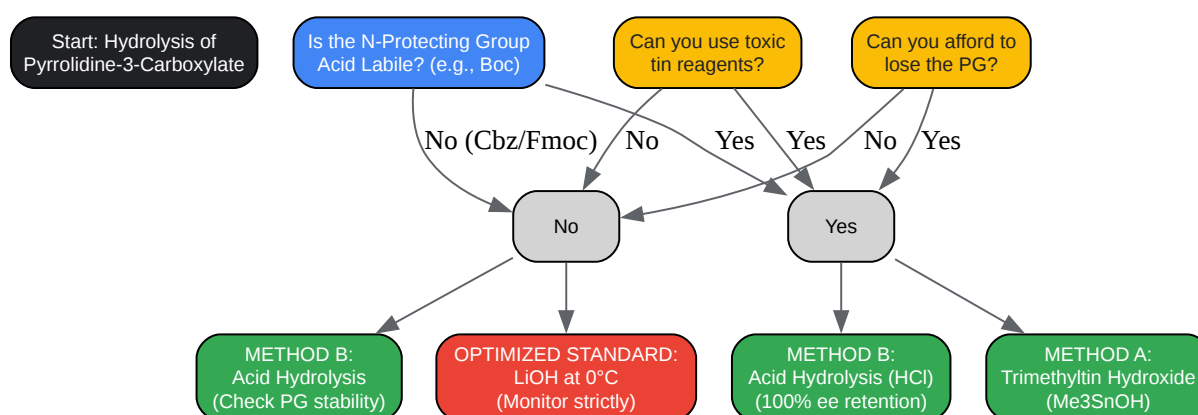 Start: Hydrolysis of
Pyrrolidine-3-Carboxylate
Is the N-Protecting Group
Acid Labile? (e.g., Boc)
Can you use toxic
tin reagents?
Can you afford to
lose the PG?
No (Cbz/Fmoc)
No
Yes
Yes
No
Yes
No
Yes
METHOD B:
Acid Hydrolysis
(Check PG stability)
OPTIMIZED STANDARD:
LiOH at 0°C
(Monitor strictly)
METHOD B:
Acid Hydrolysis (HCl)
(100% ee retention)
METHOD A:
Trimethyltin Hydroxide
(Me3SnOH)